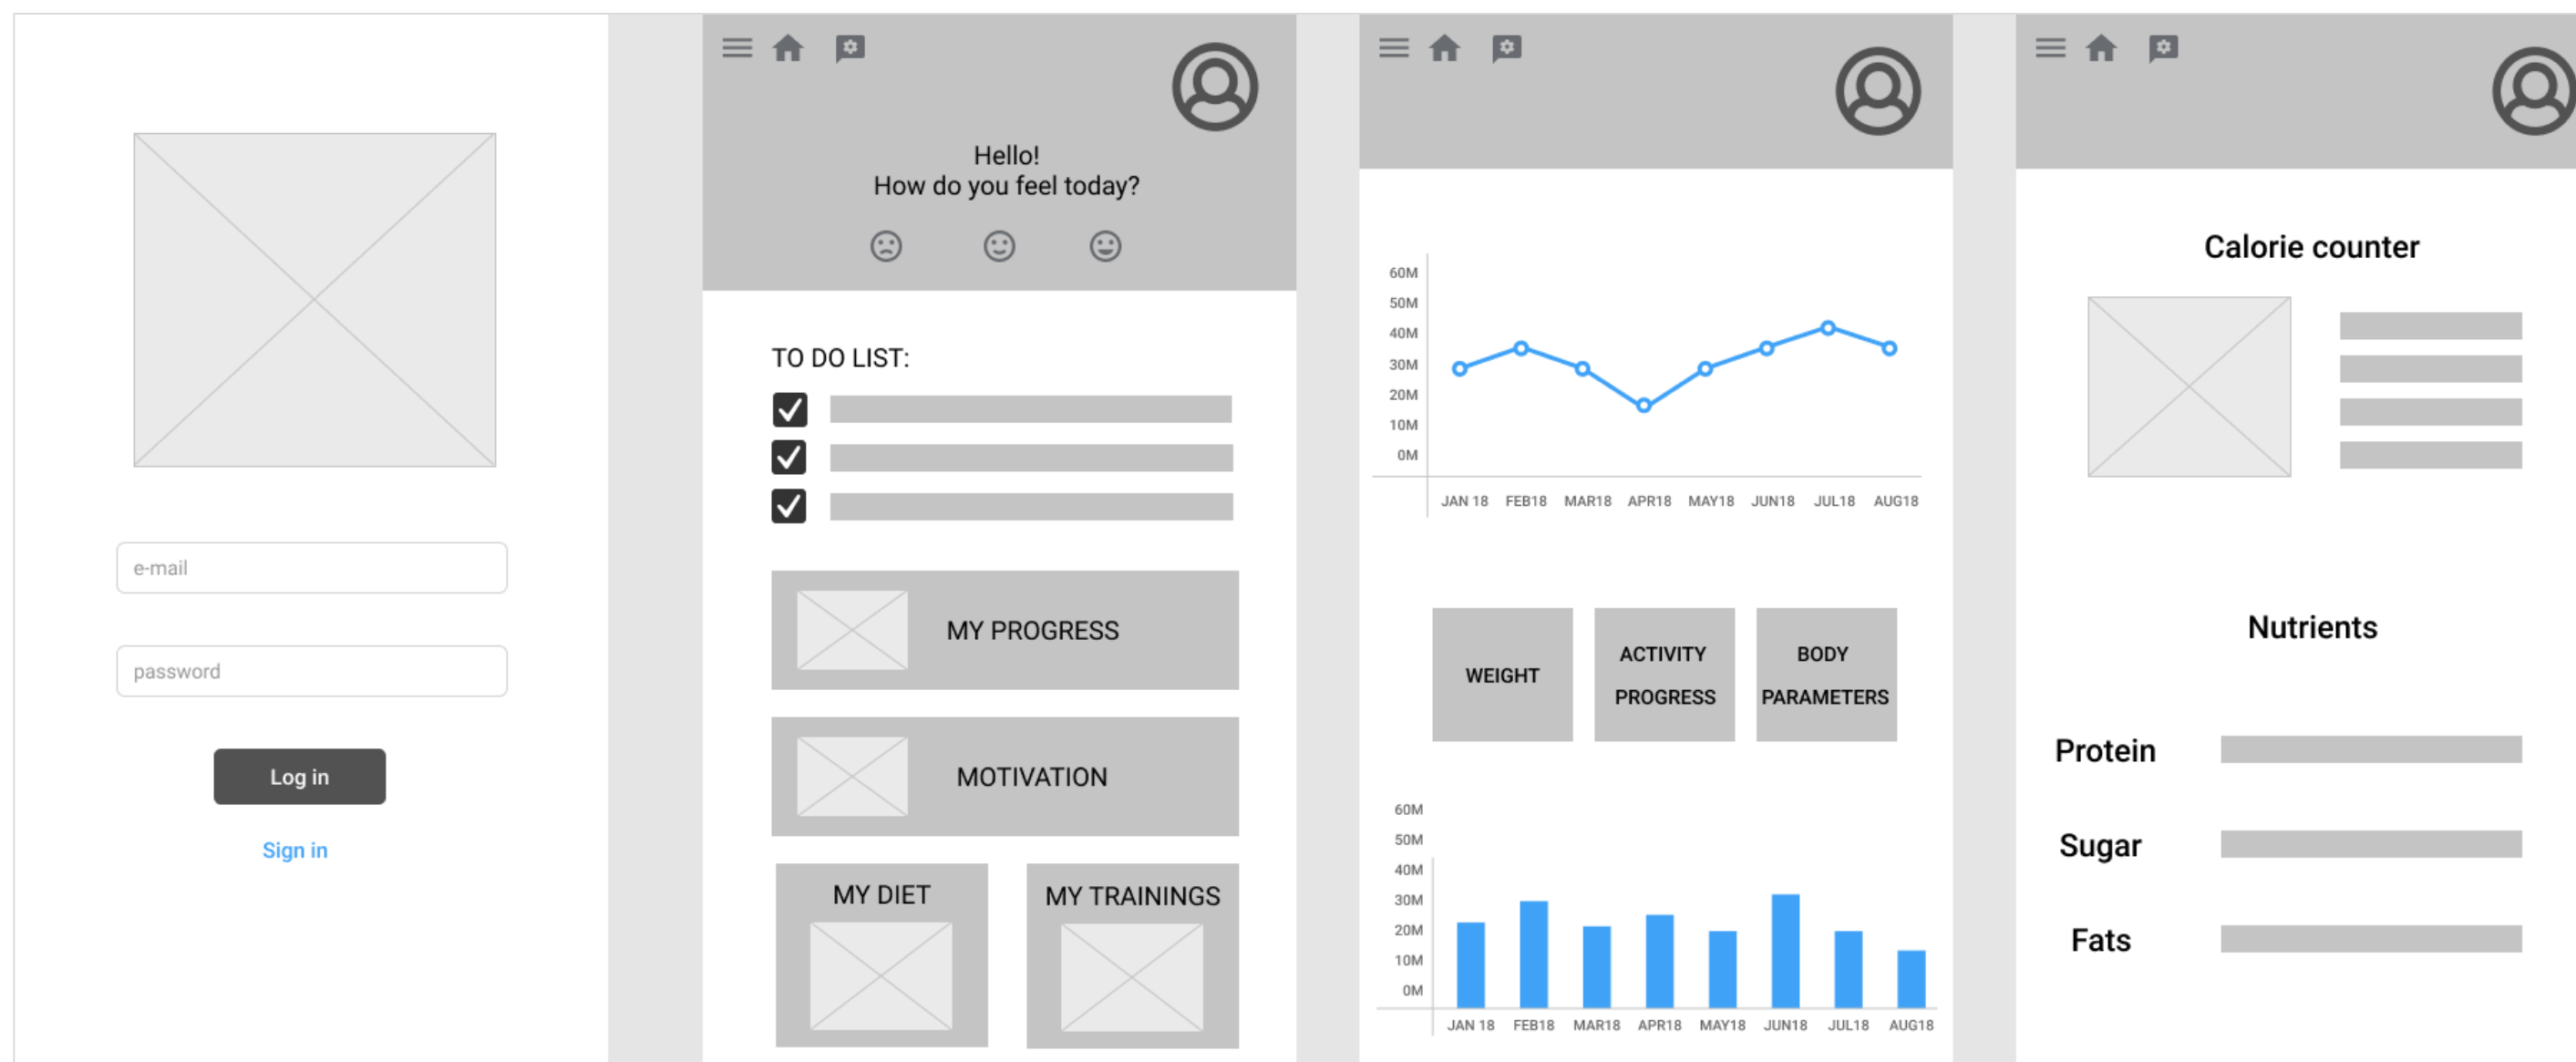 e-mail
password
Log in
Sign in
Hello!
How do you feel today?
TO DO LIST:
MY PROGRESS
MOTIVATION
MY DIET
MY TRAININGS
60M
50M
40M
30M
20M
10M
0M
JAN 18 FEB18 MAR18 APR18 MAY18 JUN18 JUL18 AUG18
WEIGHT
ACTIVITY
PROGRESS
BODY
PARAMETERS
60M
50M
40M
30M
20M
10M
0M
JAN 18 FEB18 MAR18 APR18 MAY18 JUN18 JUL18 AUG18
Calorie counter
Nutrients
Protein
Sugar
Fats